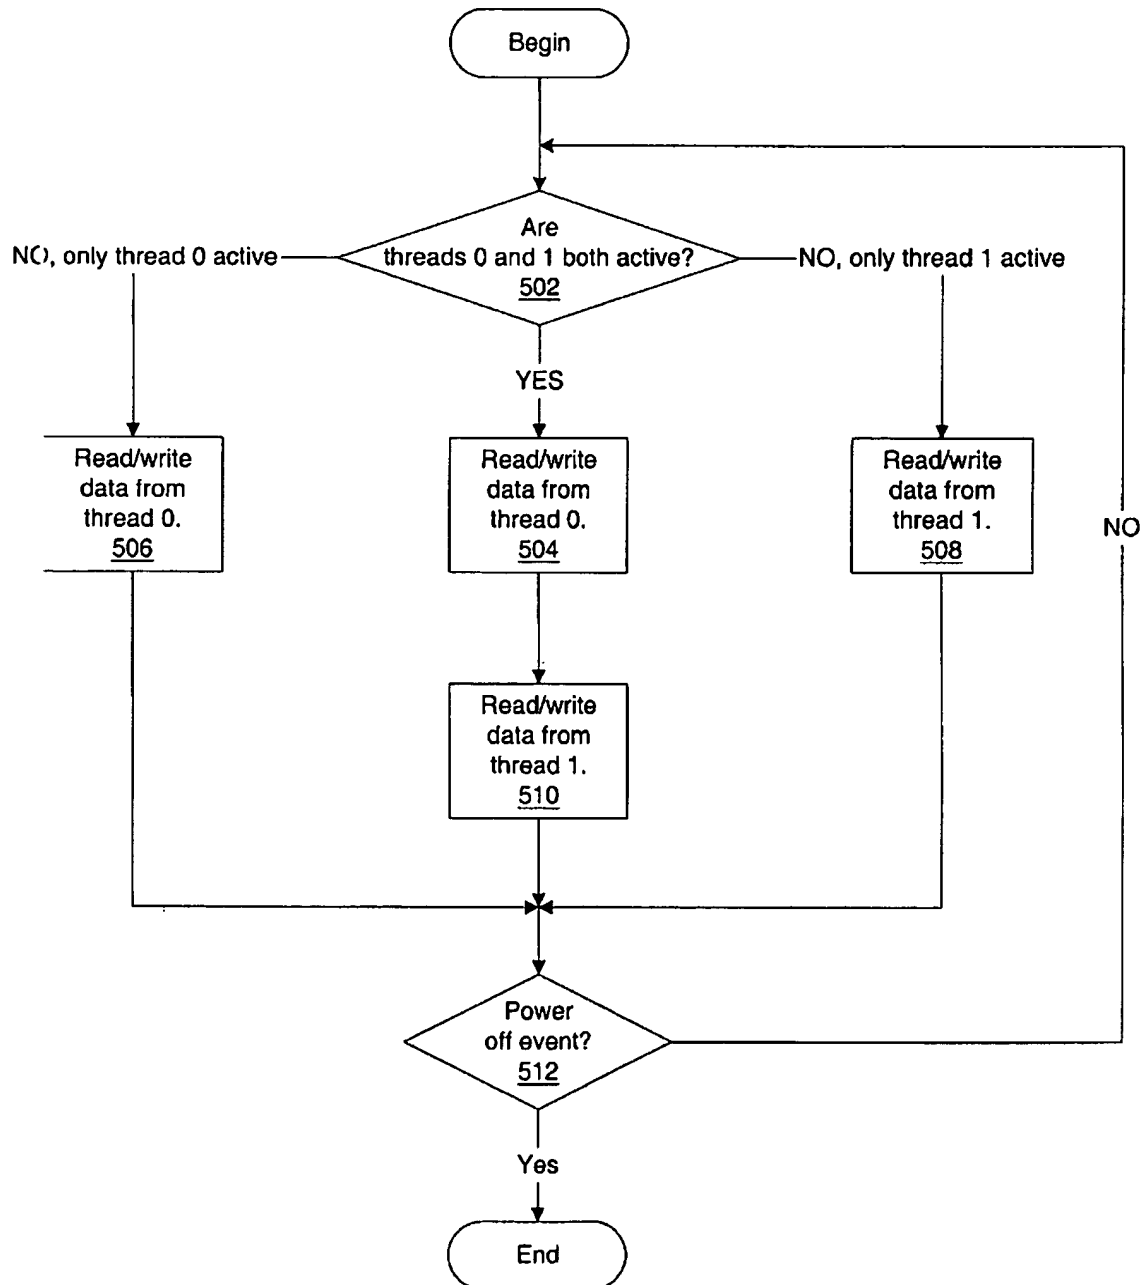 Begin
Are
threads 0 and 1 both active?
502
NO, only thread 0 active
NO, only thread 1 active
YES
Read/write
data from
thread 0.
506
Read/write
data from
thread 0.
504
Read/write
data from
thread 1.
508
NO
Read/write
data from
thread 1.
510
Power
off event?
512
Yes
End